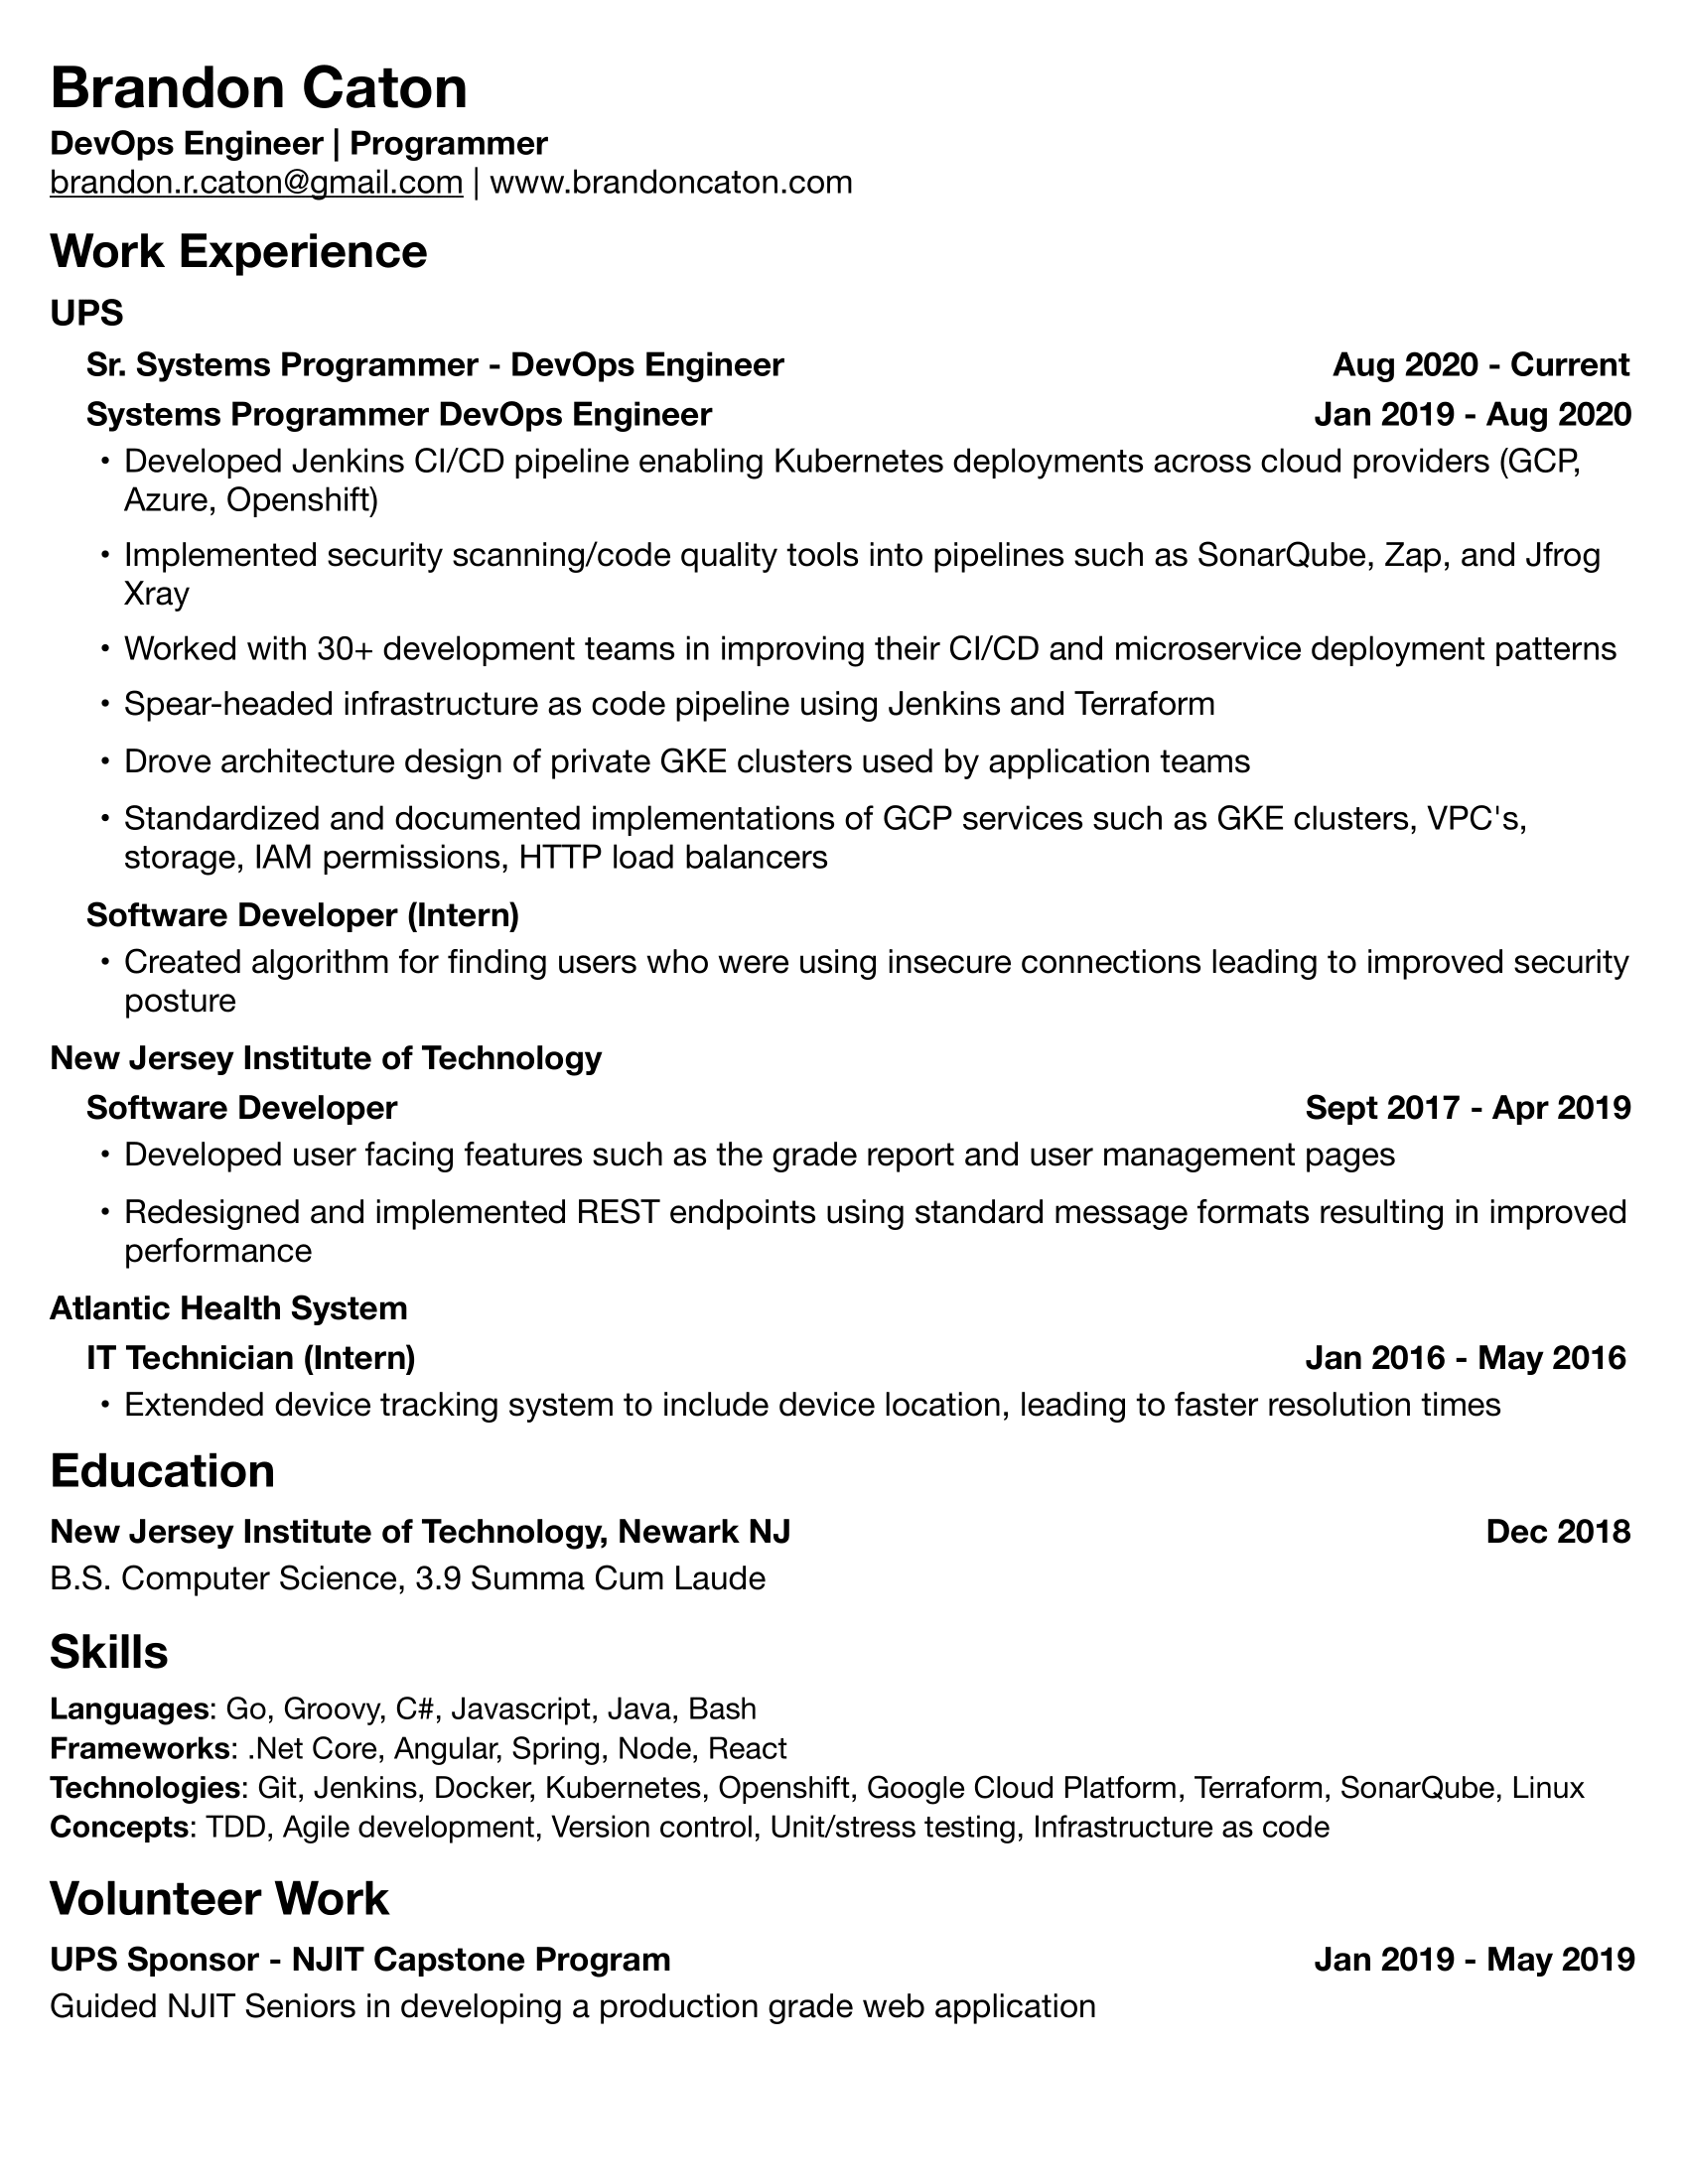 Brandon Caton
DevOps Engineer | Programmer
brandon.r.caton@gmail.com | www.brandoncaton.com
Work Experience
UPS
Sr. Systems Programmer - DevOps Engineer Aug 2020 - Current
Systems Programmer DevOps Engineer Jan 2019 - Aug 2020
• Developed Jenkins CI/CD pipeline enabling Kubernetes deployments across cloud providers (GCP,
Azure, Openshift)
• Implemented security scanning/code quality tools into pipelines such as SonarQube, Zap, and Jfrog
Xray
• Worked with 30+ development teams in improving their CI/CD and microservice deployment patterns
• Spear-headed infrastructure as code pipeline using Jenkins and Terraform
• Drove architecture design of private GKE clusters used by application teams
• Standardized and documented implementations of GCP services such as GKE clusters, VPC's,
storage, IAM permissions, HTTP load balancers
Software Developer (Intern)
• Created algorithm for finding users who were using insecure connections leading to improved security
posture
New Jersey Institute of Technology
Software Developer Sept 2017 - Apr 2019
• Developed user facing features such as the grade report and user management pages
• Redesigned and implemented REST endpoints using standard message formats resulting in improved
performance
Atlantic Health System
IT Technician (Intern) Jan 2016 - May 2016
• Extended device tracking system to include device location, leading to faster resolution times
Education
New Jersey Institute of Technology, Newark NJ Dec 2018
B.S. Computer Science, 3.9 Summa Cum Laude
Skills
Languages: Go, Groovy, C#, Javascript, Java, Bash
Frameworks: .Net Core, Angular, Spring, Node, React
Technologies: Git, Jenkins, Docker, Kubernetes, Openshift, Google Cloud Platform, Terraform, SonarQube, Linux
Concepts: TDD, Agile development, Version control, Unit/stress testing, Infrastructure as code
Volunteer Work
UPS Sponsor - NJIT Capstone Program Jan 2019 - May 2019
Guided NJIT Seniors in developing a production grade web application